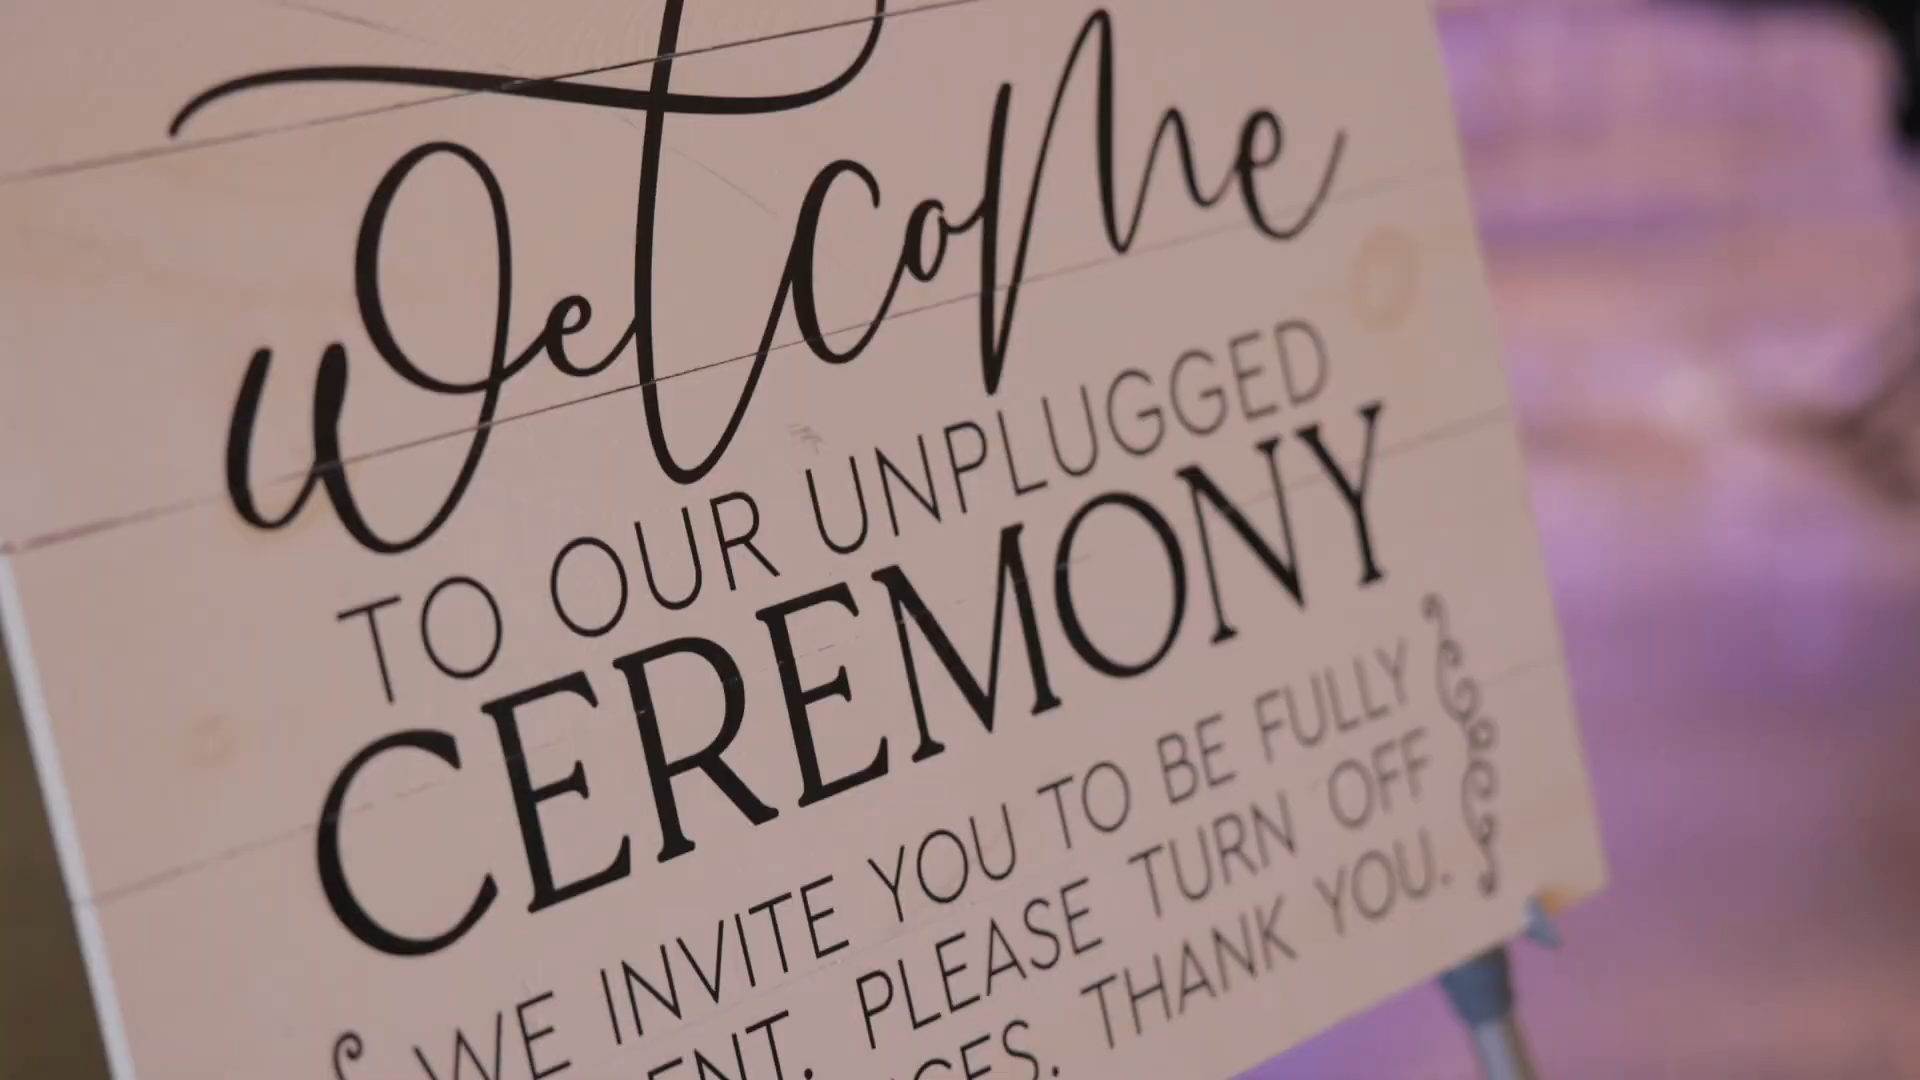 Welcome
TO OUR UNPLUGGED
CEREMONY
WE INVITE YOU TO BE FULLY
PLEASE TURN OFF
THANK YOU.